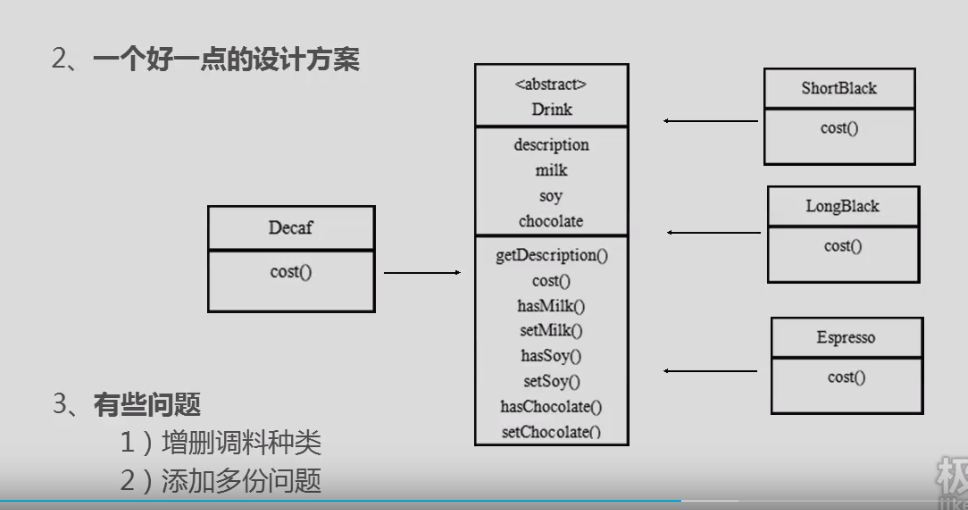 2、一个好一点的设计方案
<abstract>
Drink
description
milk
soy
chocolate
getDescription()
cost()
hasMilk()
setMilk()
hasSoy()
setSoy()
hasChocolate()
setChocolate()
Decaf
cost()
ShortBlack
cost()
LongBlack
cost()
Espresso
cost()
3、有些问题
1）增删调料种类
2）添加多份问题
极
jike